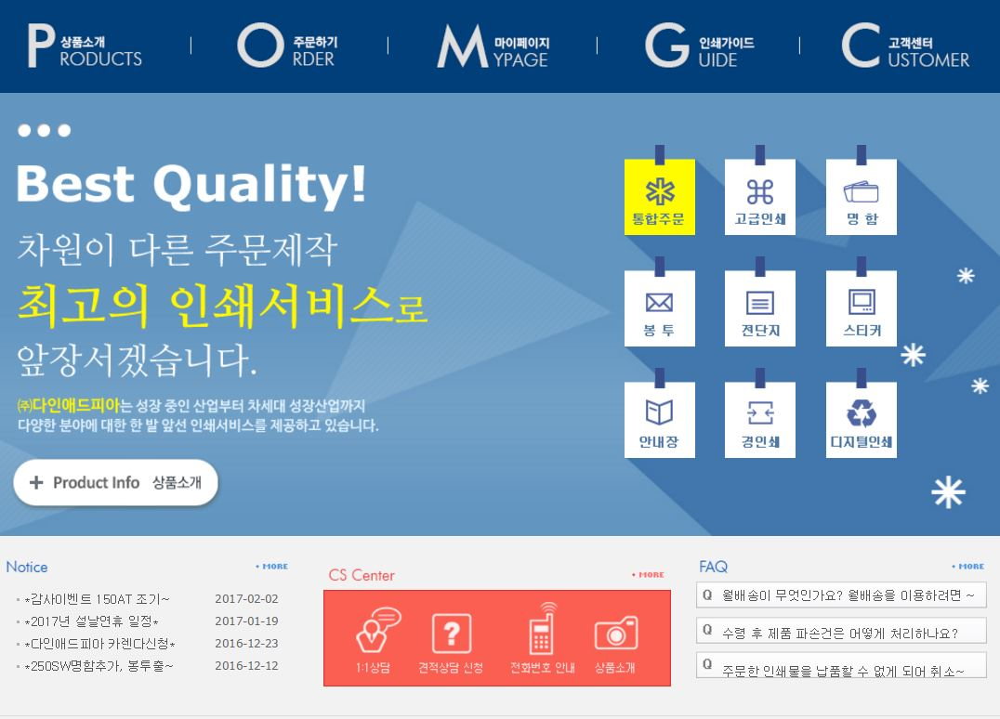 PRODUCTS 상품소개
ORDER 주문하기
MYPAGE 마이페이지
GUIDE 인쇄가이드
CUSTOMER 고객센터
Best Quality!
차원이 다른 주문제작
최고의 인쇄서비스로
앞장서겠습니다.
㈜다인애드피아는 성장 중인 산업부터 차세대 성장산업까지
다양한 분야에 대한 한 발 앞선 인쇄서비스를 제공하고 있습니다.
+ Product Info 상품소개
통합주문 고급인쇄 명 함
봉 투 전단지 스티커
안내장 경인쇄 디지털인쇄
Notice • MORE
*감사이벤트 150AT 조기~ 2017-02-02
*2017년 설날연휴 일정* 2017-01-19
*다인애드피아 카렌다신청* 2016-12-23
*250SW명함추가, 봉투출~ 2016-12-12
CS Center • MORE
1:1상담 견적상담 신청 전화번호 안내 상품소개
FAQ • MORE
Q 월배송이 무엇인가요? 월배송을 이용하려면 ~
Q 수령 후 제품 파손건은 어떻게 처리하나요?
Q 주문한 인쇄물을 납품할 수 없게 되어 취소~